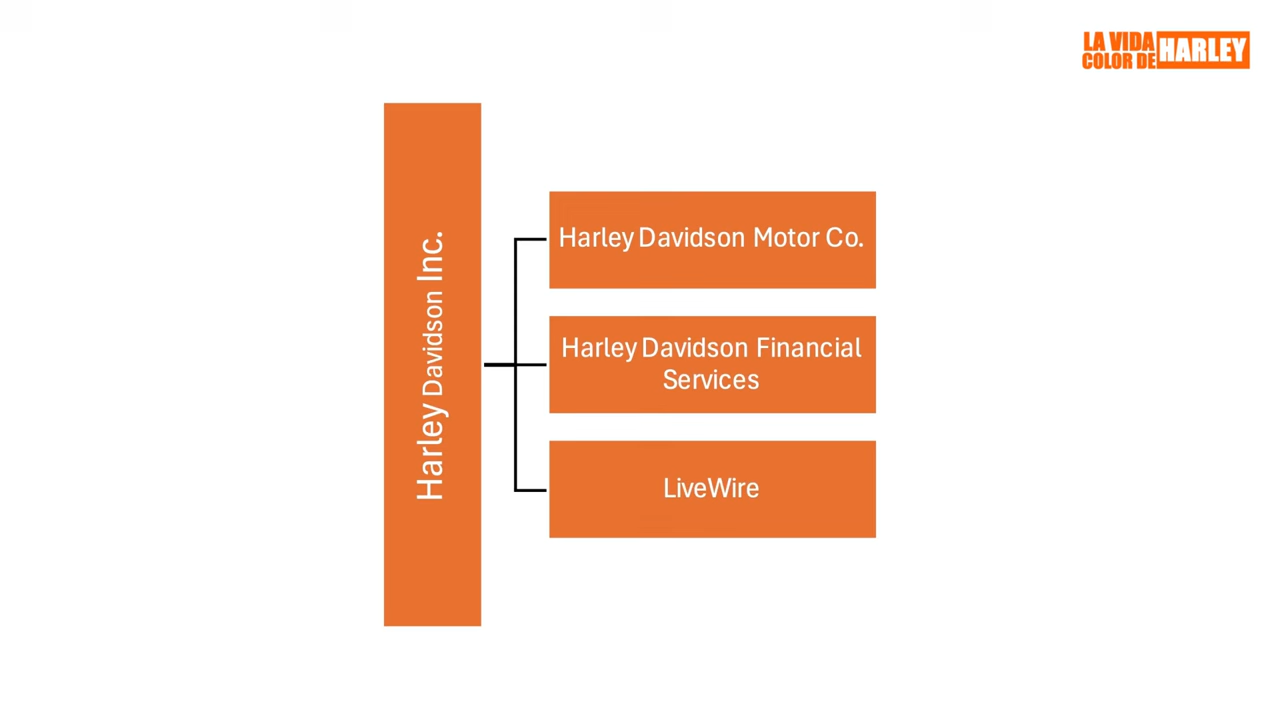 LA VIDA
COLOR DE HARLEY
Harley Davidson Inc.
Harley Davidson Motor Co.
Harley Davidson Financial
Services
LiveWire